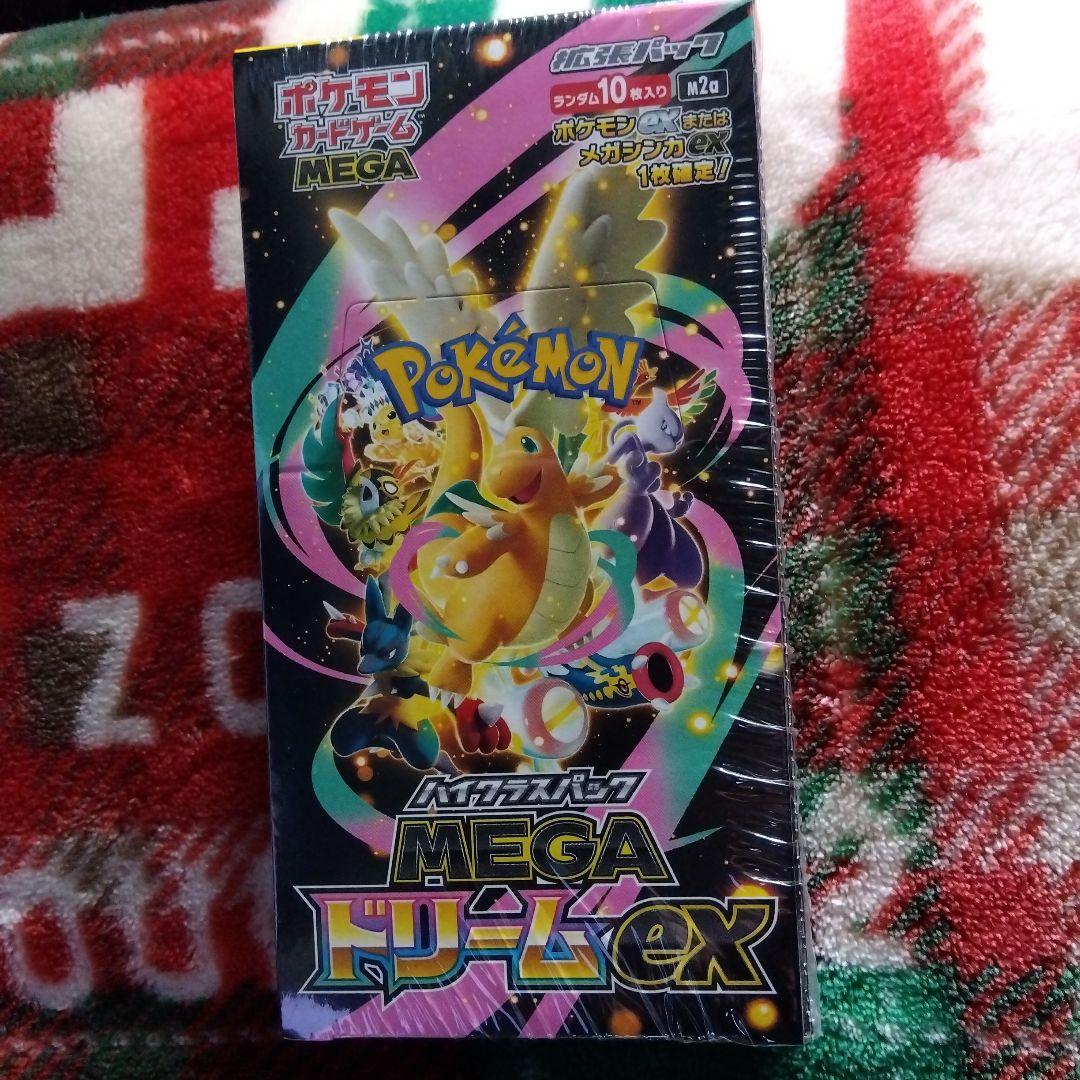 拡張パック
ポケモン
カードゲーム
MEGA
ランダム10枚入り
M2a
ポケモンexまたは
メガシンカex
1枚確定!
POKÉMON
TM
ハイクラスパック
MEGA
ドリームex